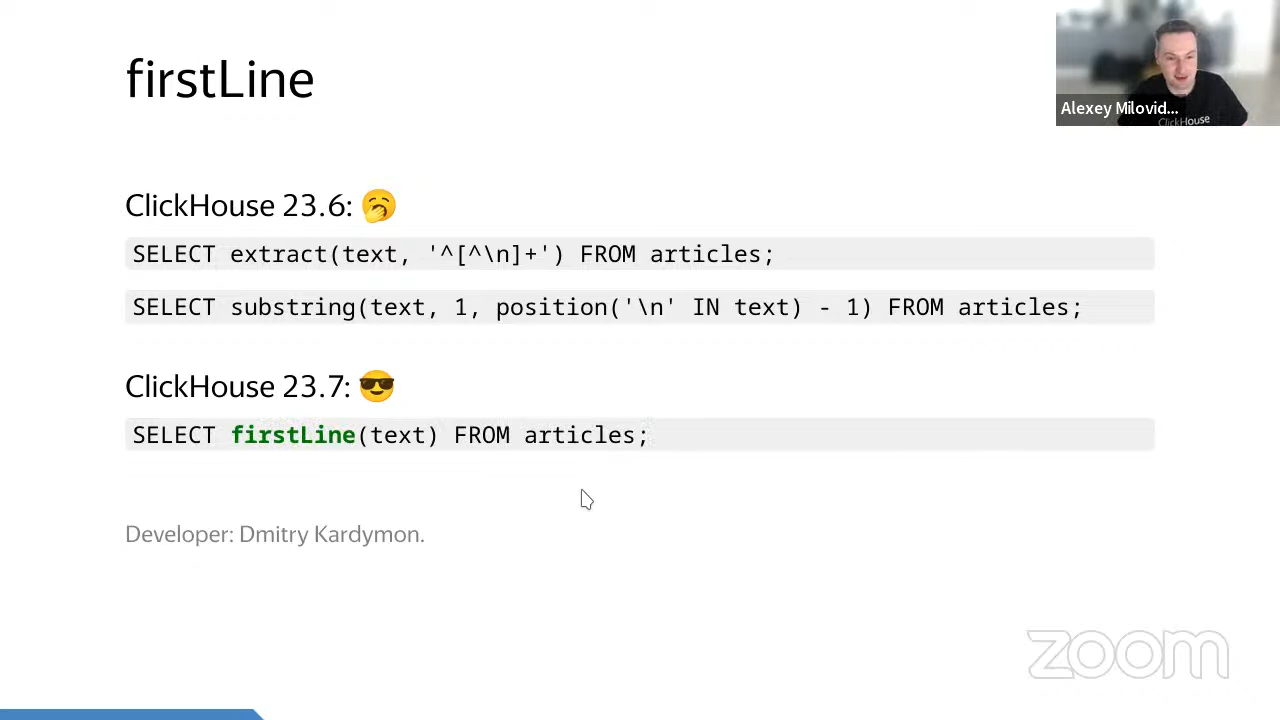 firstLine
Alexey Milovid...
ClickHouse
ClickHouse 23.6: 🥱
SELECT extract(text, '^[^\n]+') FROM articles;
SELECT substring(text, 1, position('\n' IN text) - 1) FROM articles;
ClickHouse 23.7: 😎
SELECT firstLine(text) FROM articles;
Developer: Dmitry Kardymon.
zoom